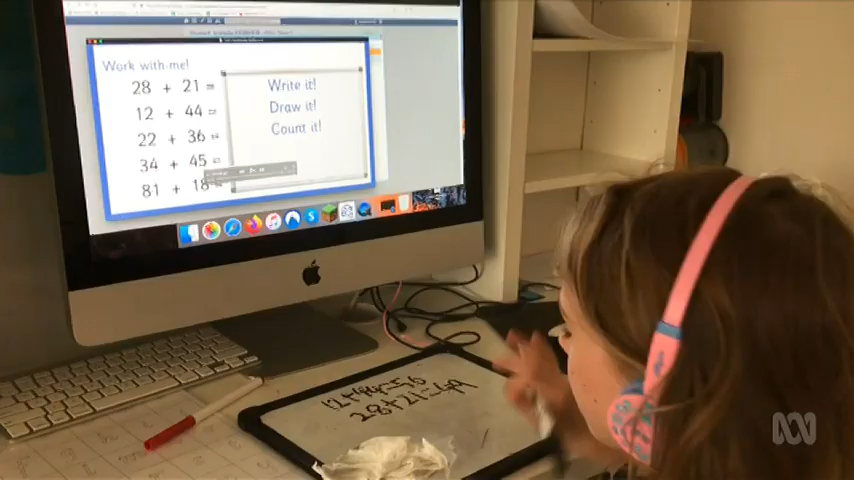 Work with me!
28 + 21 =
12 + 44 =
22 + 36 =
34 + 45 =
81 + 18 =
Write it!
Draw it!
Count it!
12+44=56
28+21=49
abc